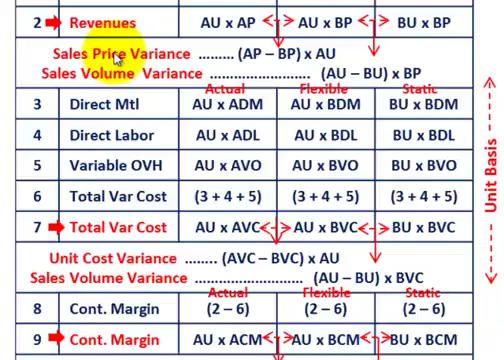 2 Revenues AU x AP AU x BP BU x BP
Sales Price Variance ......... (AP – BP) x AU
Sales Volume Variance ......................... (AU – BU) x BP
Actual Flexible Static
3 Direct Mtl AU x ADM AU x BDM BU x BDM
4 Direct Labor AU x ADL AU x BDL BU x BDL
5 Variable OVH AU x AVO AU x BVO BU x BVO
6 Total Var Cost (3 + 4 + 5) (3 + 4 + 5) (3 + 4 + 5)
7 Total Var Cost AU x AVC AU x BVC BU x BVC
Unit Cost Variance ........ (AVC – BVC) x AU
Sales Volume Variance ........................... (AU – BU) x BVC
Actual Flexible Static
8 Cont. Margin (2 – 6) (2 – 6) (2 – 6)
9 Cont. Margin AU x ACM AU x BCM BU x BCM
Unit Basis